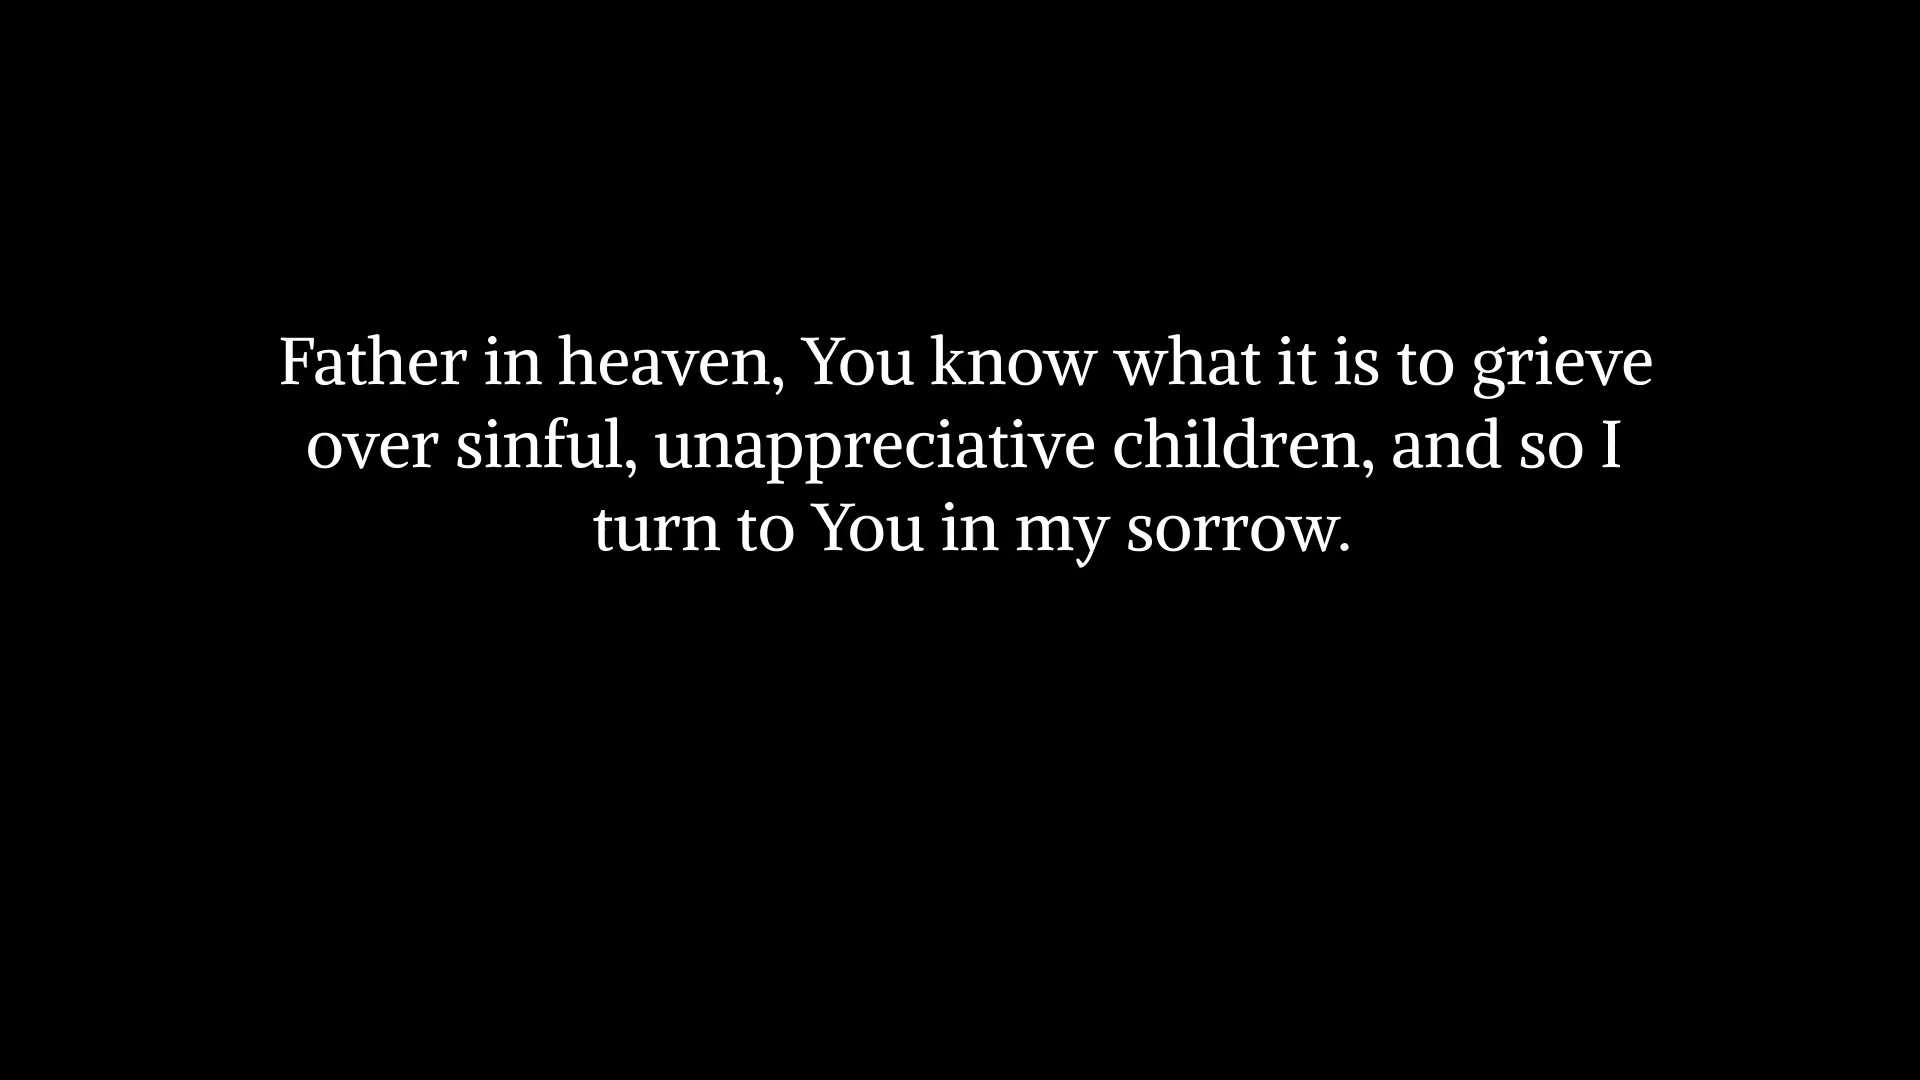 Father in heaven, You know what it is to grieve
over sinful, unappreciative children, and so I
turn to You in my sorrow.